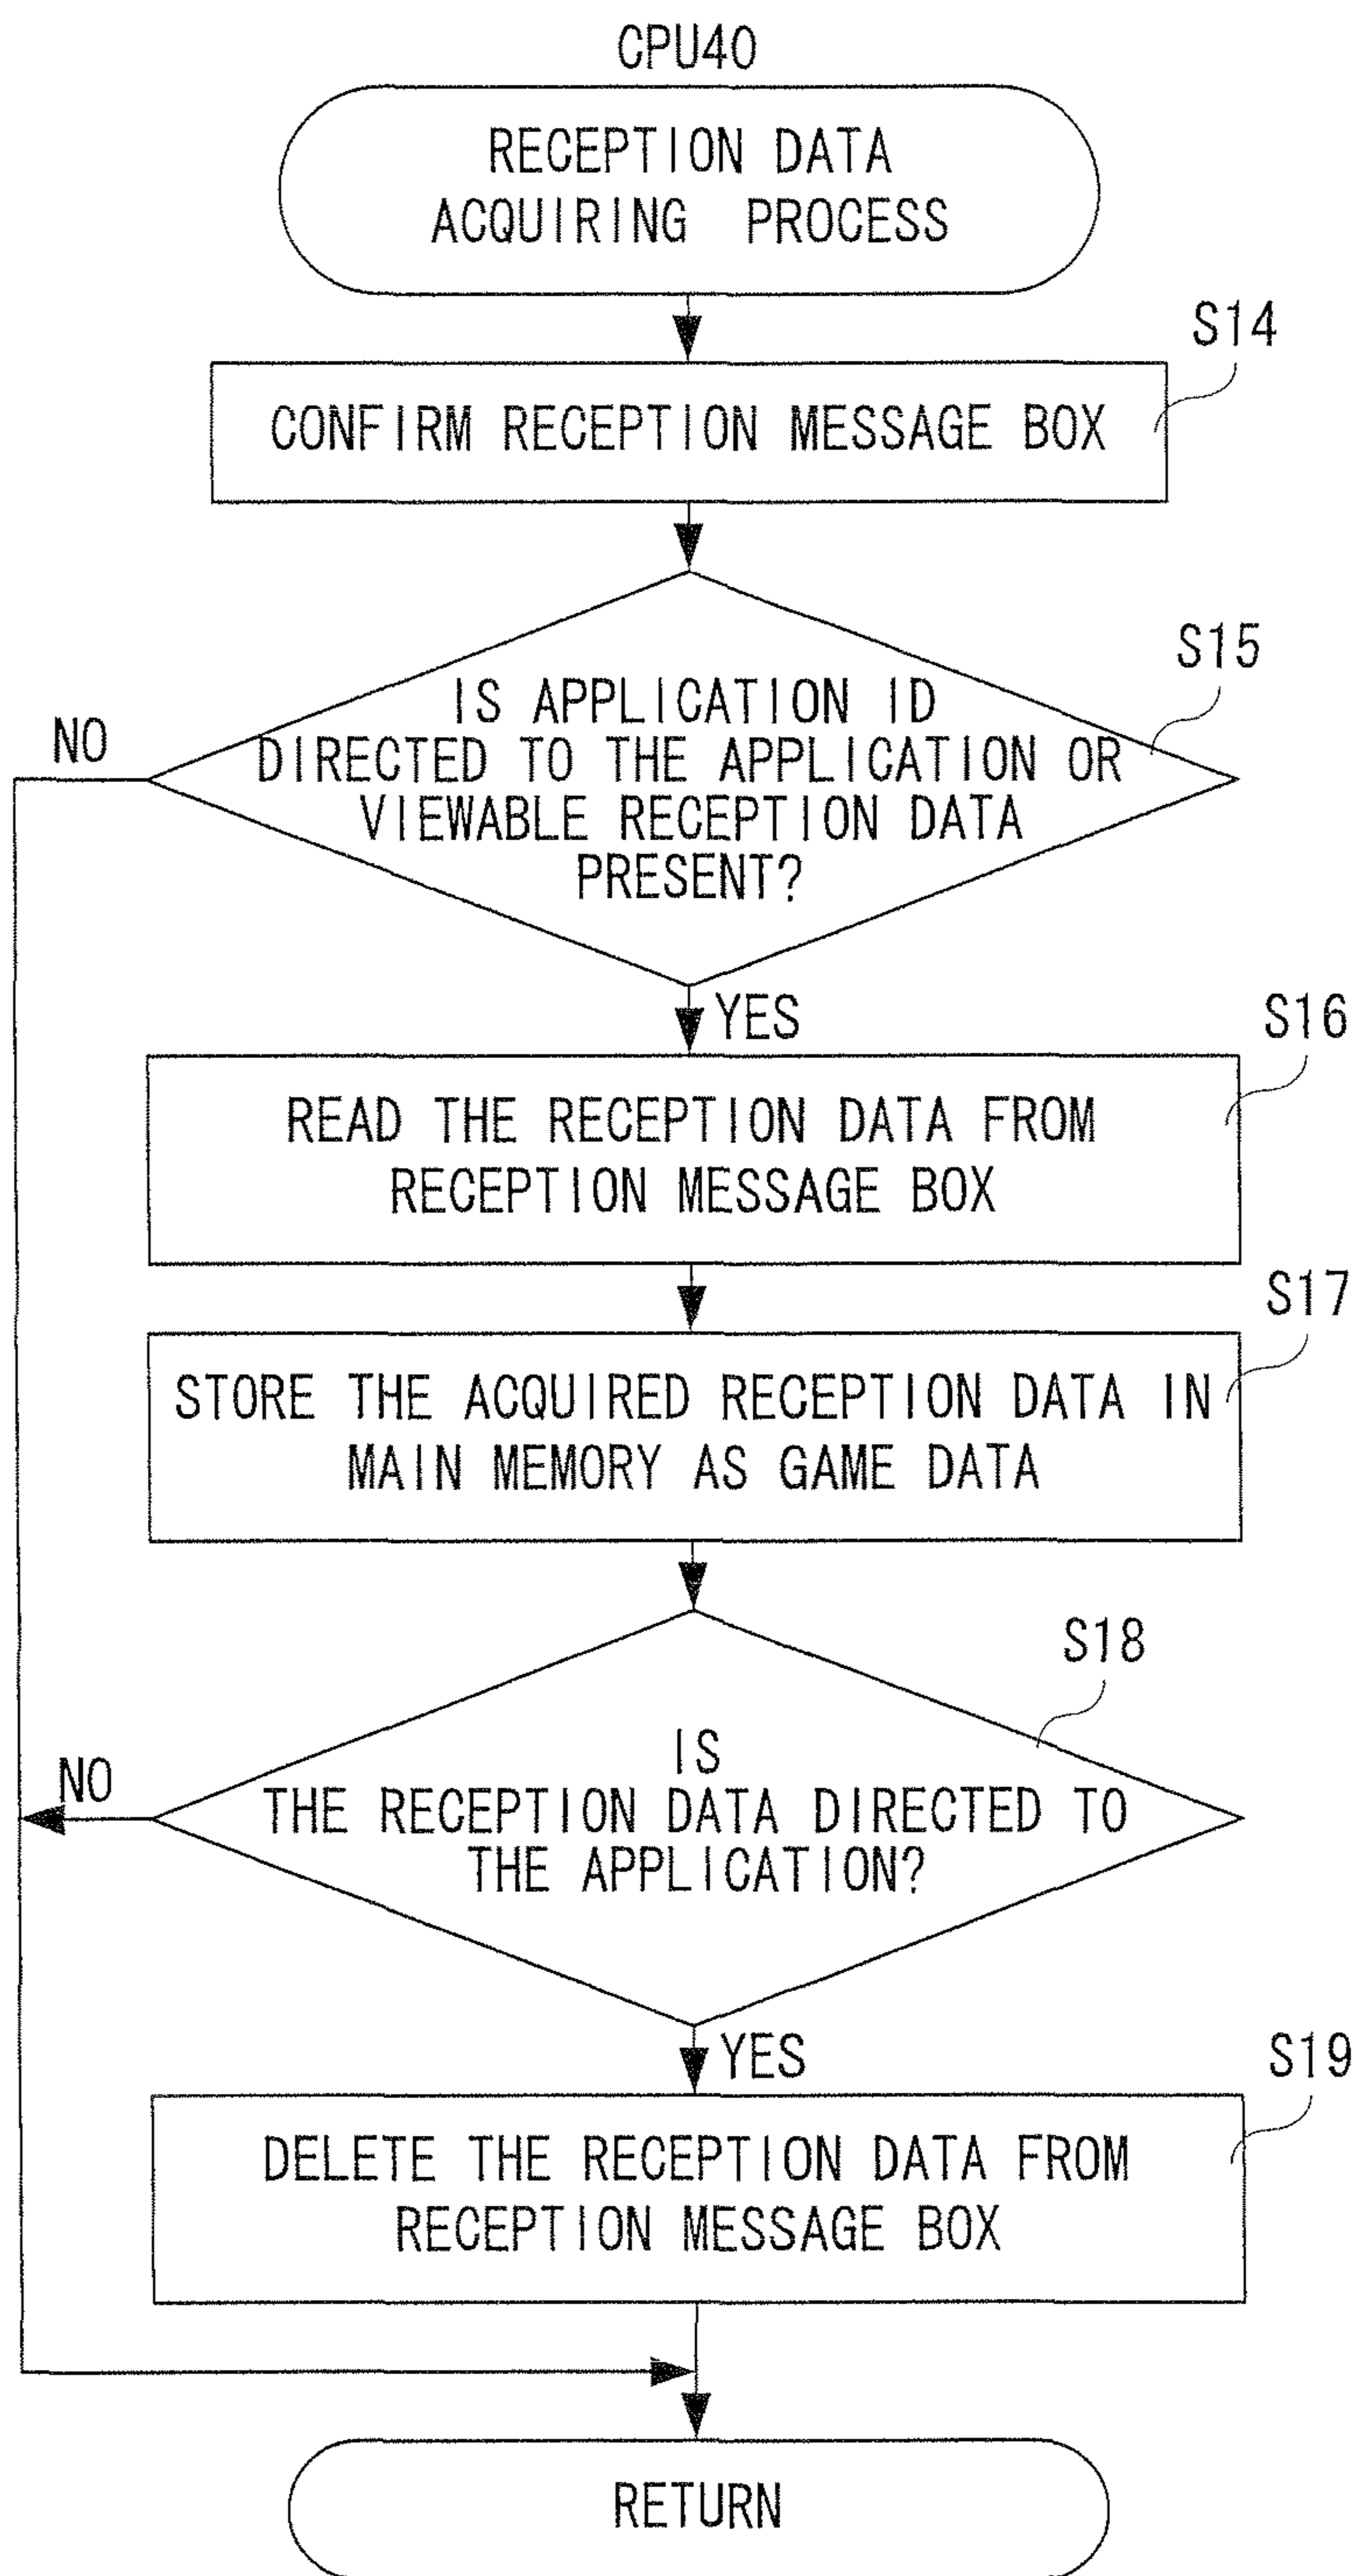 CPU40
RECEPTION DATA
ACQUIRING PROCESS
S14
CONFIRM RECEPTION MESSAGE BOX
S15
IS APPLICATION ID
DIRECTED TO THE APPLICATION OR
VIEWABLE RECEPTION DATA
PRESENT?
NO
YES
S16
READ THE RECEPTION DATA FROM
RECEPTION MESSAGE BOX
S17
STORE THE ACQUIRED RECEPTION DATA IN
MAIN MEMORY AS GAME DATA
S18
IS
THE RECEPTION DATA DIRECTED TO
THE APPLICATION?
NO
YES
S19
DELETE THE RECEPTION DATA FROM
RECEPTION MESSAGE BOX
RETURN